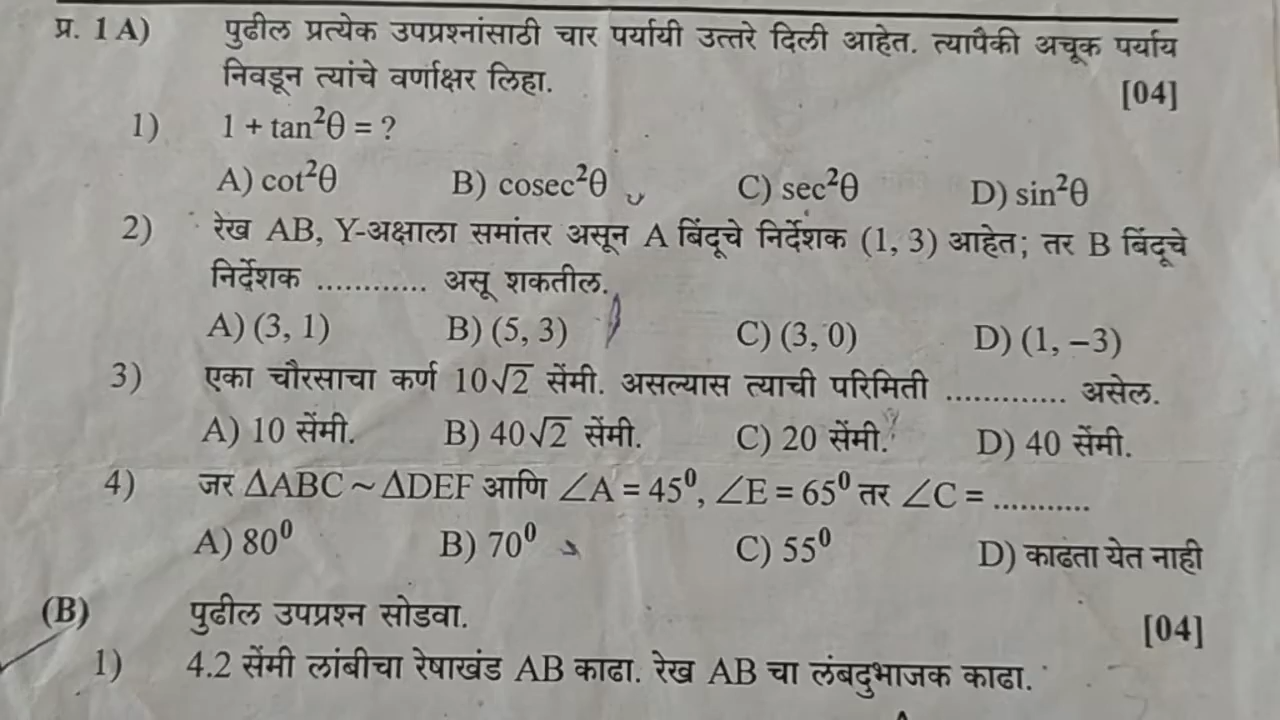 प्र. 1 A) पुढील प्रत्येक उपप्रश्नांसाठी चार पर्यायी उत्तरे दिली आहेत. त्यापैकी अचूक पर्याय
निवडून त्यांचे वर्णाक्षर लिहा. [04]
1) 1 + tan²θ = ?
A) cot²θ B) cosec²θ C) sec²θ D) sin²θ
2) रेख AB, Y-अक्षाला समांतर असून A बिंदूचे निर्देशक (1, 3) आहेत; तर B बिंदूचे
निर्देशक ............ असू शकतील.
A) (3, 1) B) (5, 3) C) (3, 0) D) (1, −3)
3) एका चौरसाचा कर्ण 10√2 सेंमी. असल्यास त्याची परिमिती ............. असेल.
A) 10 सेंमी. B) 40√2 सेंमी. C) 20 सेंमी. D) 40 सेंमी.
4) जर ΔABC ~ ΔDEF आणि ∠A = 45⁰, ∠E = 65⁰ तर ∠C = ...........
A) 80⁰ B) 70⁰ C) 55⁰ D) काढता येत नाही
(B) पुढील उपप्रश्न सोडवा. [04]
1) 4.2 सेंमी लांबीचा रेषाखंड AB काढा. रेख AB चा लंबदुभाजक काढा.